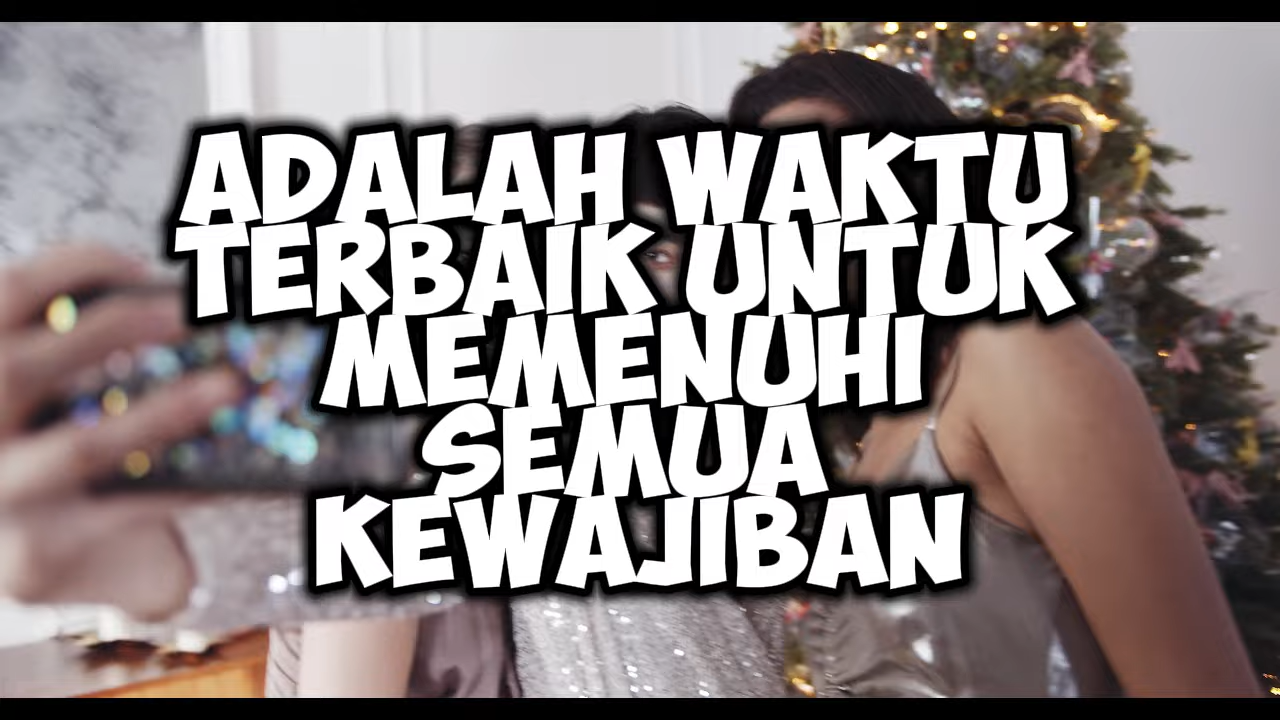 ADALAH WAKTU
TERBAIK UNTUK
MEMENUHI
SEMUA
KEWAJIBAN